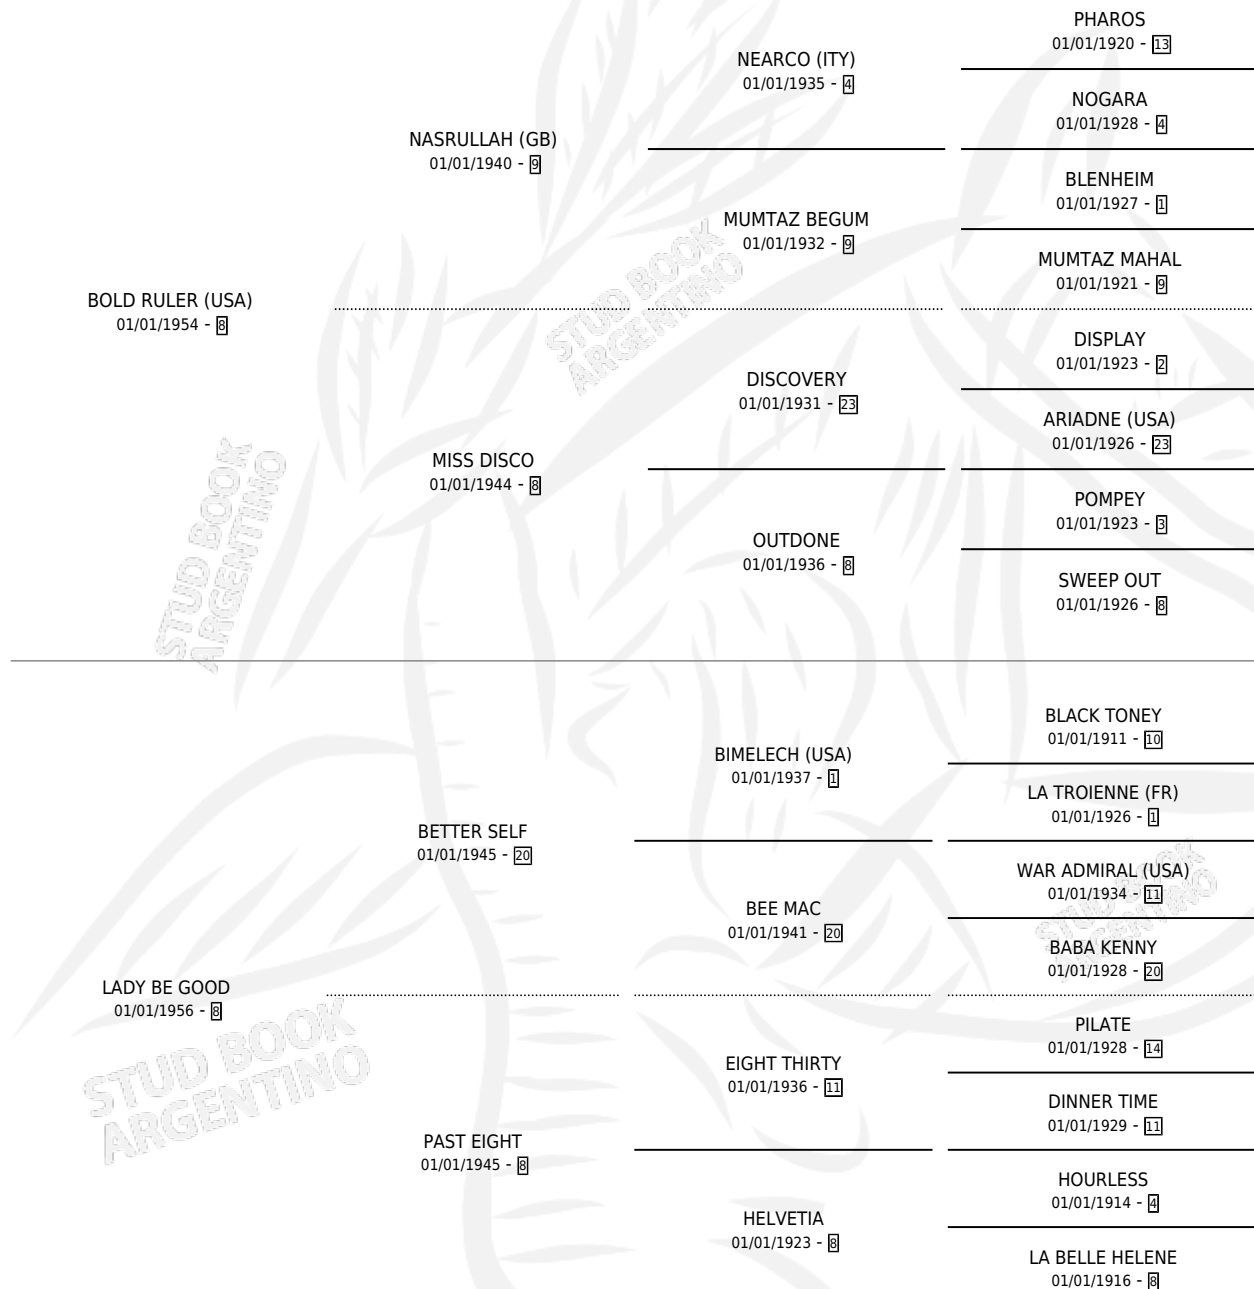 PHAROS
01/01/1920 - 13
NEARCO (ITY)
01/01/1935 - 4
NOGARA
01/01/1928 - 4
NASRULLAH (GB)
01/01/1940 - 9
BLENHEIM
01/01/1927 - 1
MUMTAZ BEGUM
01/01/1932 - 9
MUMTAZ MAHAL
01/01/1921 - 9
BOLD RULER (USA)
01/01/1954 - 8
DISPLAY
01/01/1923 - 2
DISCOVERY
01/01/1931 - 23
ARIADNE (USA)
01/01/1926 - 23
MISS DISCO
01/01/1944 - 8
POMPEY
01/01/1923 - 3
OUTDONE
01/01/1936 - 8
SWEEP OUT
01/01/1926 - 8
BLACK TONEY
01/01/1911 - 10
BIMELECH (USA)
01/01/1937 - 1
LA TROIENNE (FR)
01/01/1926 - 1
BETTER SELF
01/01/1945 - 20
WAR ADMIRAL (USA)
01/01/1934 - 11
BEE MAC
01/01/1941 - 20
BABA KENNY
01/01/1928 - 20
LADY BE GOOD
01/01/1956 - 8
PILATE
01/01/1928 - 14
EIGHT THIRTY
01/01/1936 - 11
DINNER TIME
01/01/1929 - 11
PAST EIGHT
01/01/1945 - 8
HOURLESS
01/01/1914 - 4
HELVETIA
01/01/1923 - 8
LA BELLE HELENE
01/01/1916 - 8
STUD BOOK
ARGENTINO
STUD BOOK
ARGENTINO
STUD BOOK
ARGENTINO
STUD BOOK
ARGENTINO